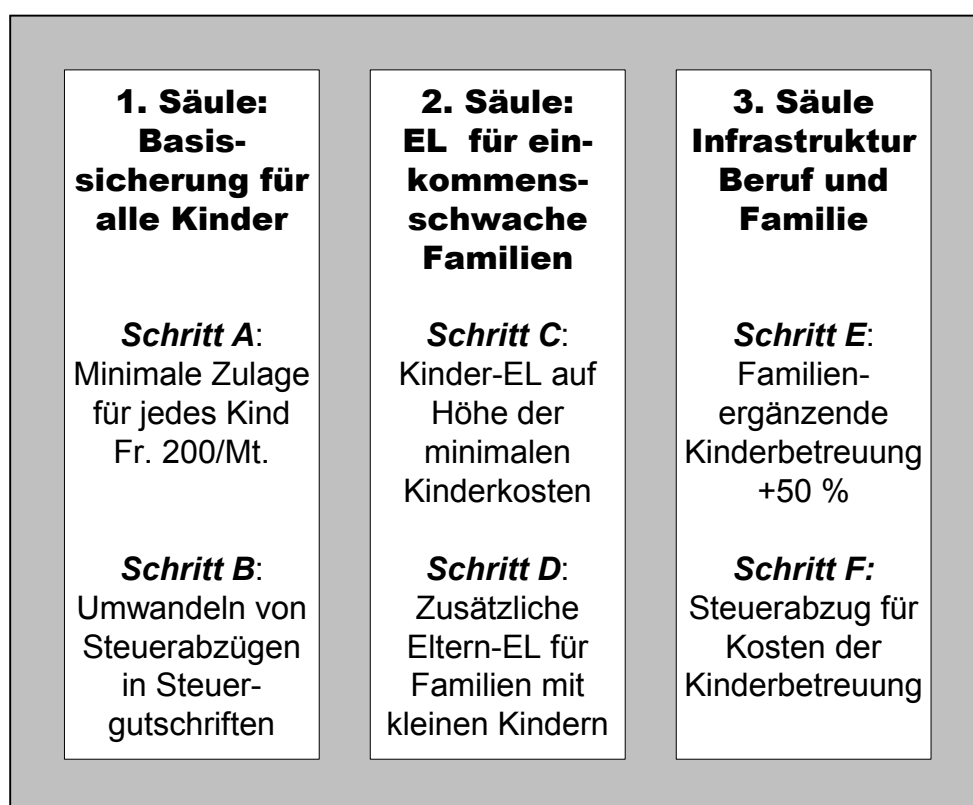 1. Säule:
Basis-
sicherung für
alle Kinder
Schritt A:
Minimale Zulage
für jedes Kind
Fr. 200/Mt.
Schritt B:
Umwandeln von
Steuerabzügen
in Steuer-
gutschriften
2. Säule:
EL für ein-
kommens-
schwache
Familien
Schritt C:
Kinder-EL auf
Höhe der
minimalen
Kinderkosten
Schritt D:
Zusätzliche
Eltern-EL für
Familien mit
kleinen Kindern
3. Säule
Infrastruktur
Beruf und
Familie
Schritt E:
Familien-
ergänzende
Kinderbetreuung
+50 %
Schritt F:
Steuerabzug für
Kosten der
Kinderbetreuung